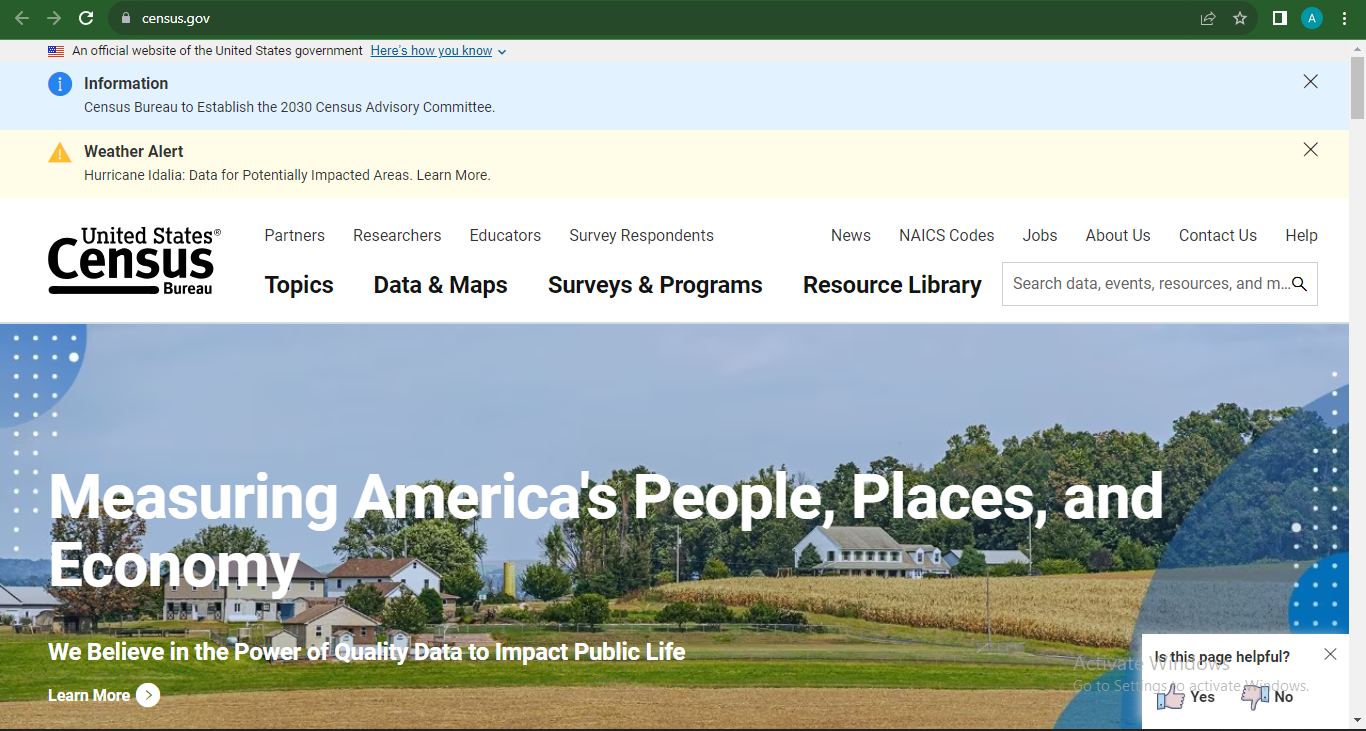 census.gov
A
An official website of the United States government Here's how you know
Information
Census Bureau to Establish the 2030 Census Advisory Committee.
Weather Alert
Hurricane Idalia: Data for Potentially Impacted Areas. Learn More.
United States®
Census
Bureau
Partners Researchers Educators Survey Respondents News NAICS Codes Jobs About Us Contact Us Help
Topics Data & Maps Surveys & Programs Resource Library Search data, events, resources, and m...
Measuring America's People, Places, and
Economy
We Believe in the Power of Quality Data to Impact Public Life
Learn More
Is this page helpful?
Yes No
Activate Windows
Go to Settings to activate Windows.